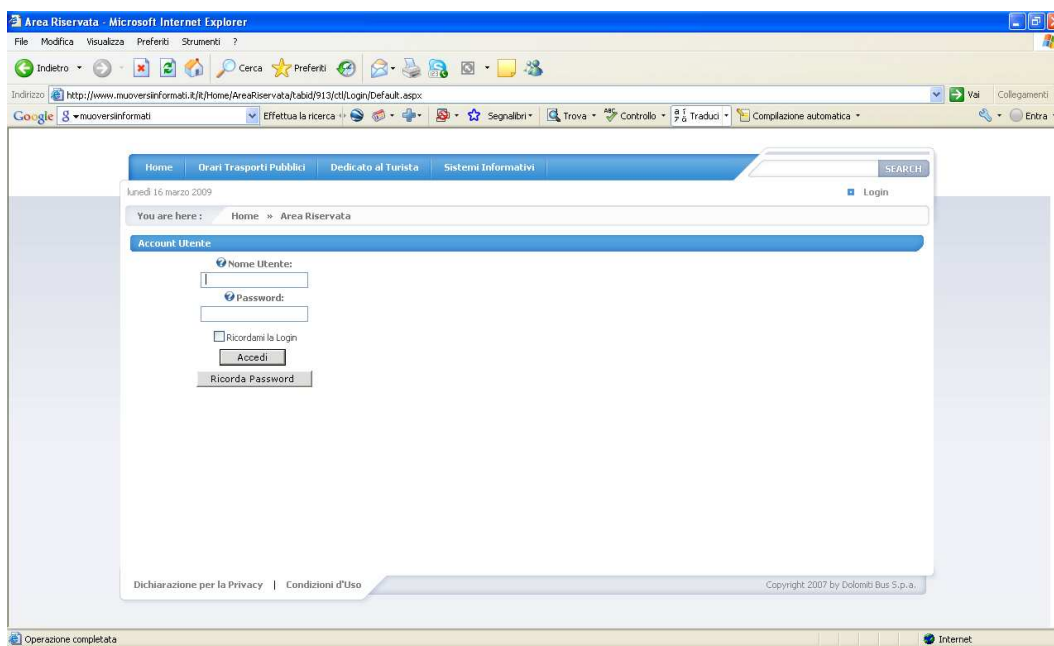 Area Riservata - Microsoft Internet Explorer
File Modifica Visualizza Preferiti Strumenti ?
Indietro Cerca Preferiti
Indirizzo http://www.muoversinformati.it/it/Home/AreaRiservata/tabid/913/ctl/Login/Default.aspx Vai Collegamenti
Google muoversinformati Effettua la ricerca Segnalibri Trova Controllo Traduci Compilazione automatica Entra
Home Orari Trasporti Pubblici Dedicato al Turista Sistemi Informativi SEARCH
lunedì 16 marzo 2009 Login
You are here : Home » Area Riservata
Account Utente
Nome Utente:
Password:
Ricordami la Login
Accedi
Ricorda Password
Dichiarazione per la Privacy | Condizioni d'Uso Copyright 2007 by Dolomiti Bus S.p.a.
Operazione completata Internet